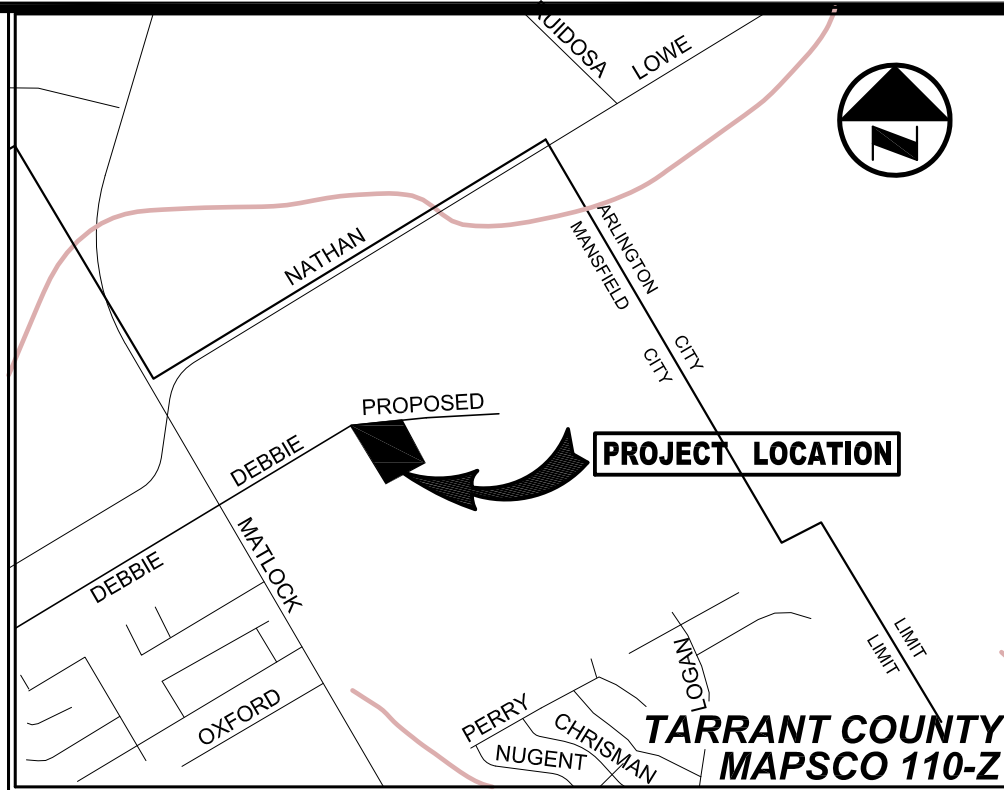 RUIDOSA
LOWE
N
NATHAN
ARLINGTON
MANSFIELD
CITY
CITY
PROPOSED
DEBBIE
PROJECT LOCATION
MATLOCK
DEBBIE
LIMIT
LIMIT
LOGAN
OXFORD
PERRY
CHRISMAN
NUGENT
TARRANT COUNTY
MAPSCO 110-Z